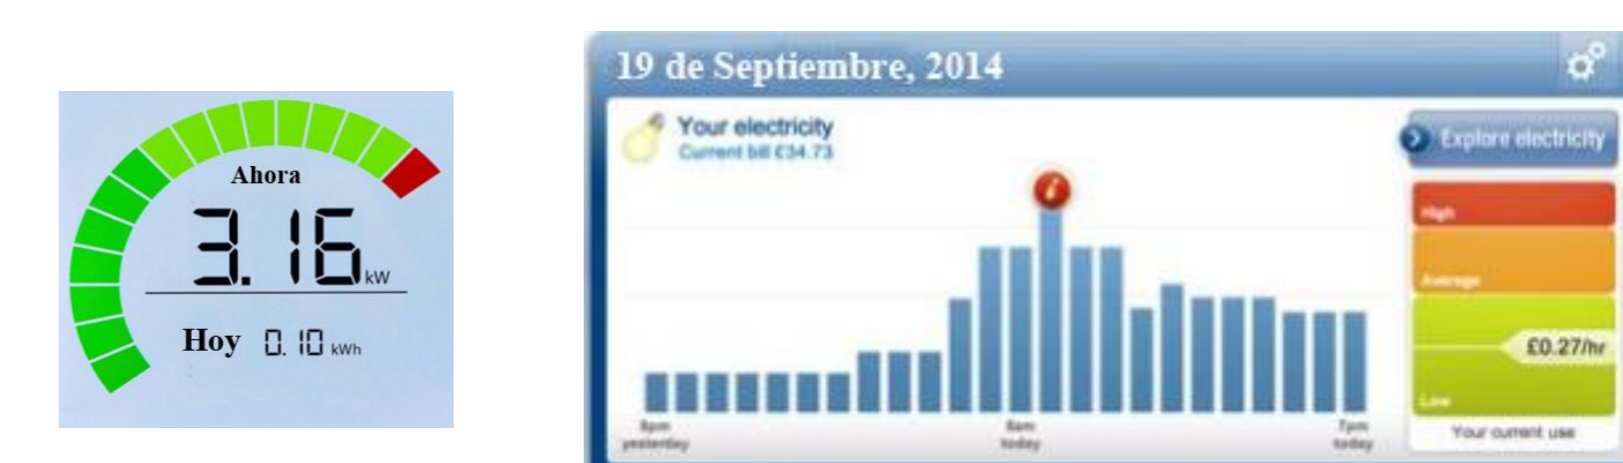 Ahora
3.16 kW
Hoy 0.10 kWh
19 de Septiembre, 2014
Your electricity
Current bill £34.73
Explore electricity
High
Average
£0.27/hr
Low
Your current use
8pm
yesterday
8am
today
7pm
today